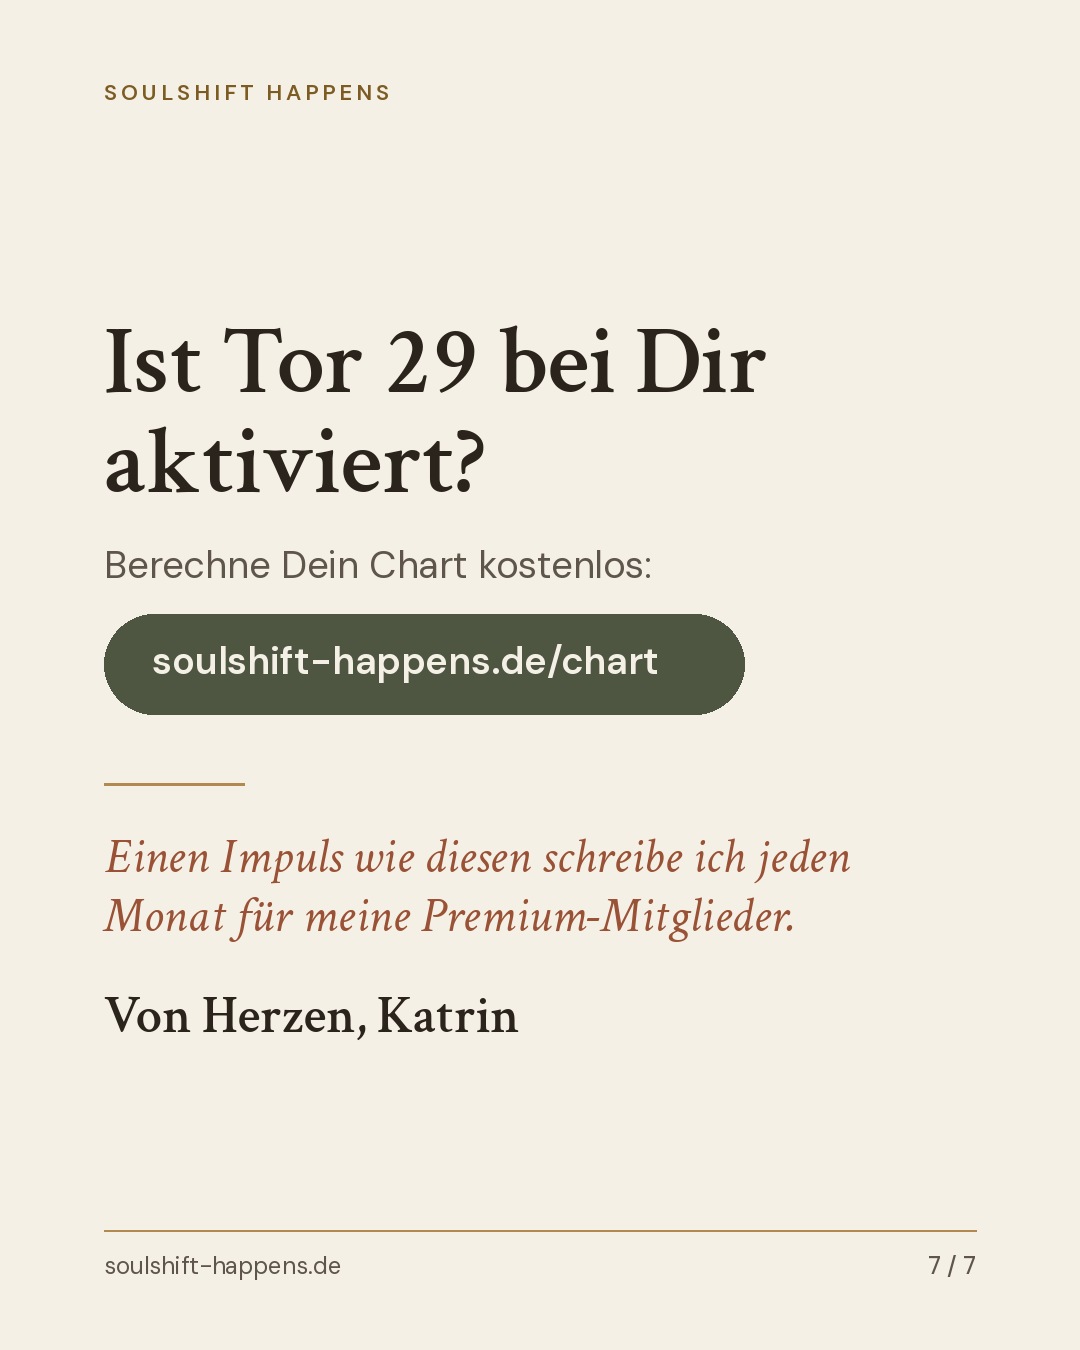 SOULSHIFT HAPPENS
Ist Tor 29 bei Dir
aktiviert?
Berechne Dein Chart kostenlos:
soulshift-happens.de/chart
Einen Impuls wie diesen schreibe ich jeden
Monat für meine Premium-Mitglieder.
Von Herzen, Katrin
soulshift-happens.de
7 / 7